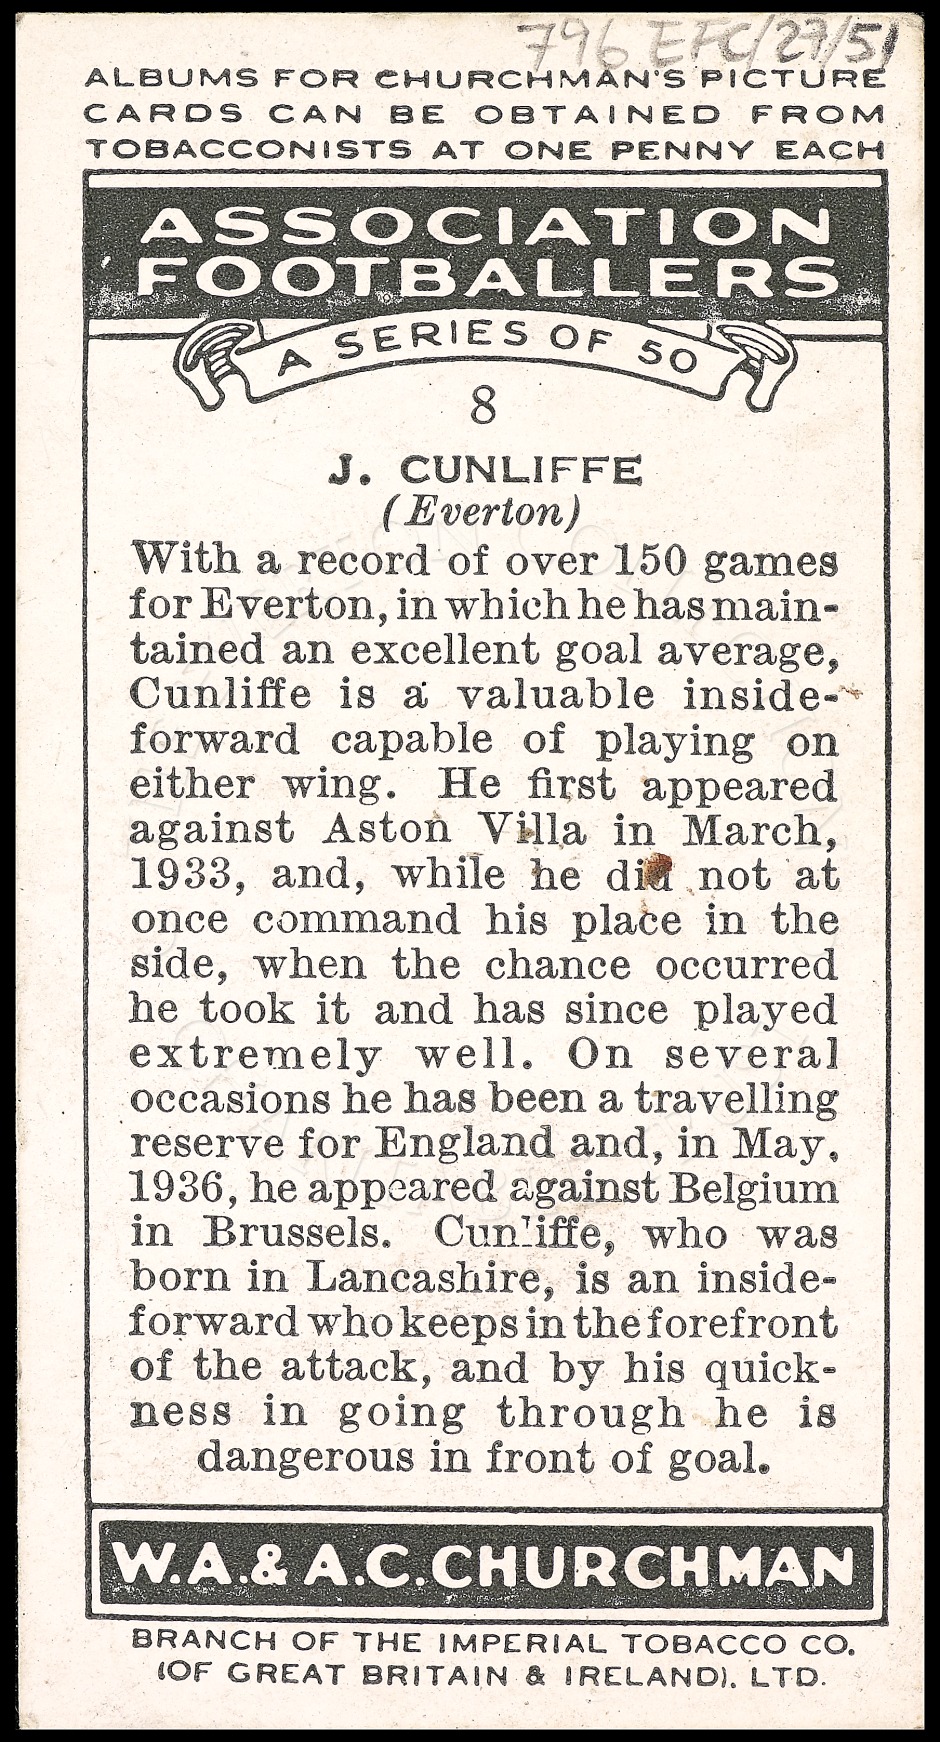 796 EFC/27/51
ALBUMS FOR CHURCHMAN'S PICTURE
CARDS CAN BE OBTAINED FROM
TOBACCONISTS AT ONE PENNY EACH
ASSOCIATION
FOOTBALLERS
A SERIES OF 50
8
J. CUNLIFFE
(Everton)
With a record of over 150 games
for Everton, in which he has main-
tained an excellent goal average,
Cunliffe is a valuable inside-
forward capable of playing on
either wing. He first appeared
against Aston Villa in March,
1933, and, while he did not at
once command his place in the
side, when the chance occurred
he took it and has since played
extremely well. On several
occasions he has been a travelling
reserve for England and, in May,
1936, he appeared against Belgium
in Brussels. Cunliffe, who was
born in Lancashire, is an inside-
forward who keeps in the forefront
of the attack, and by his quick-
ness in going through he is
dangerous in front of goal.
W.A.& A.C.CHURCHMAN
BRANCH OF THE IMPERIAL TOBACCO CO.
(OF GREAT BRITAIN & IRELAND), LTD.